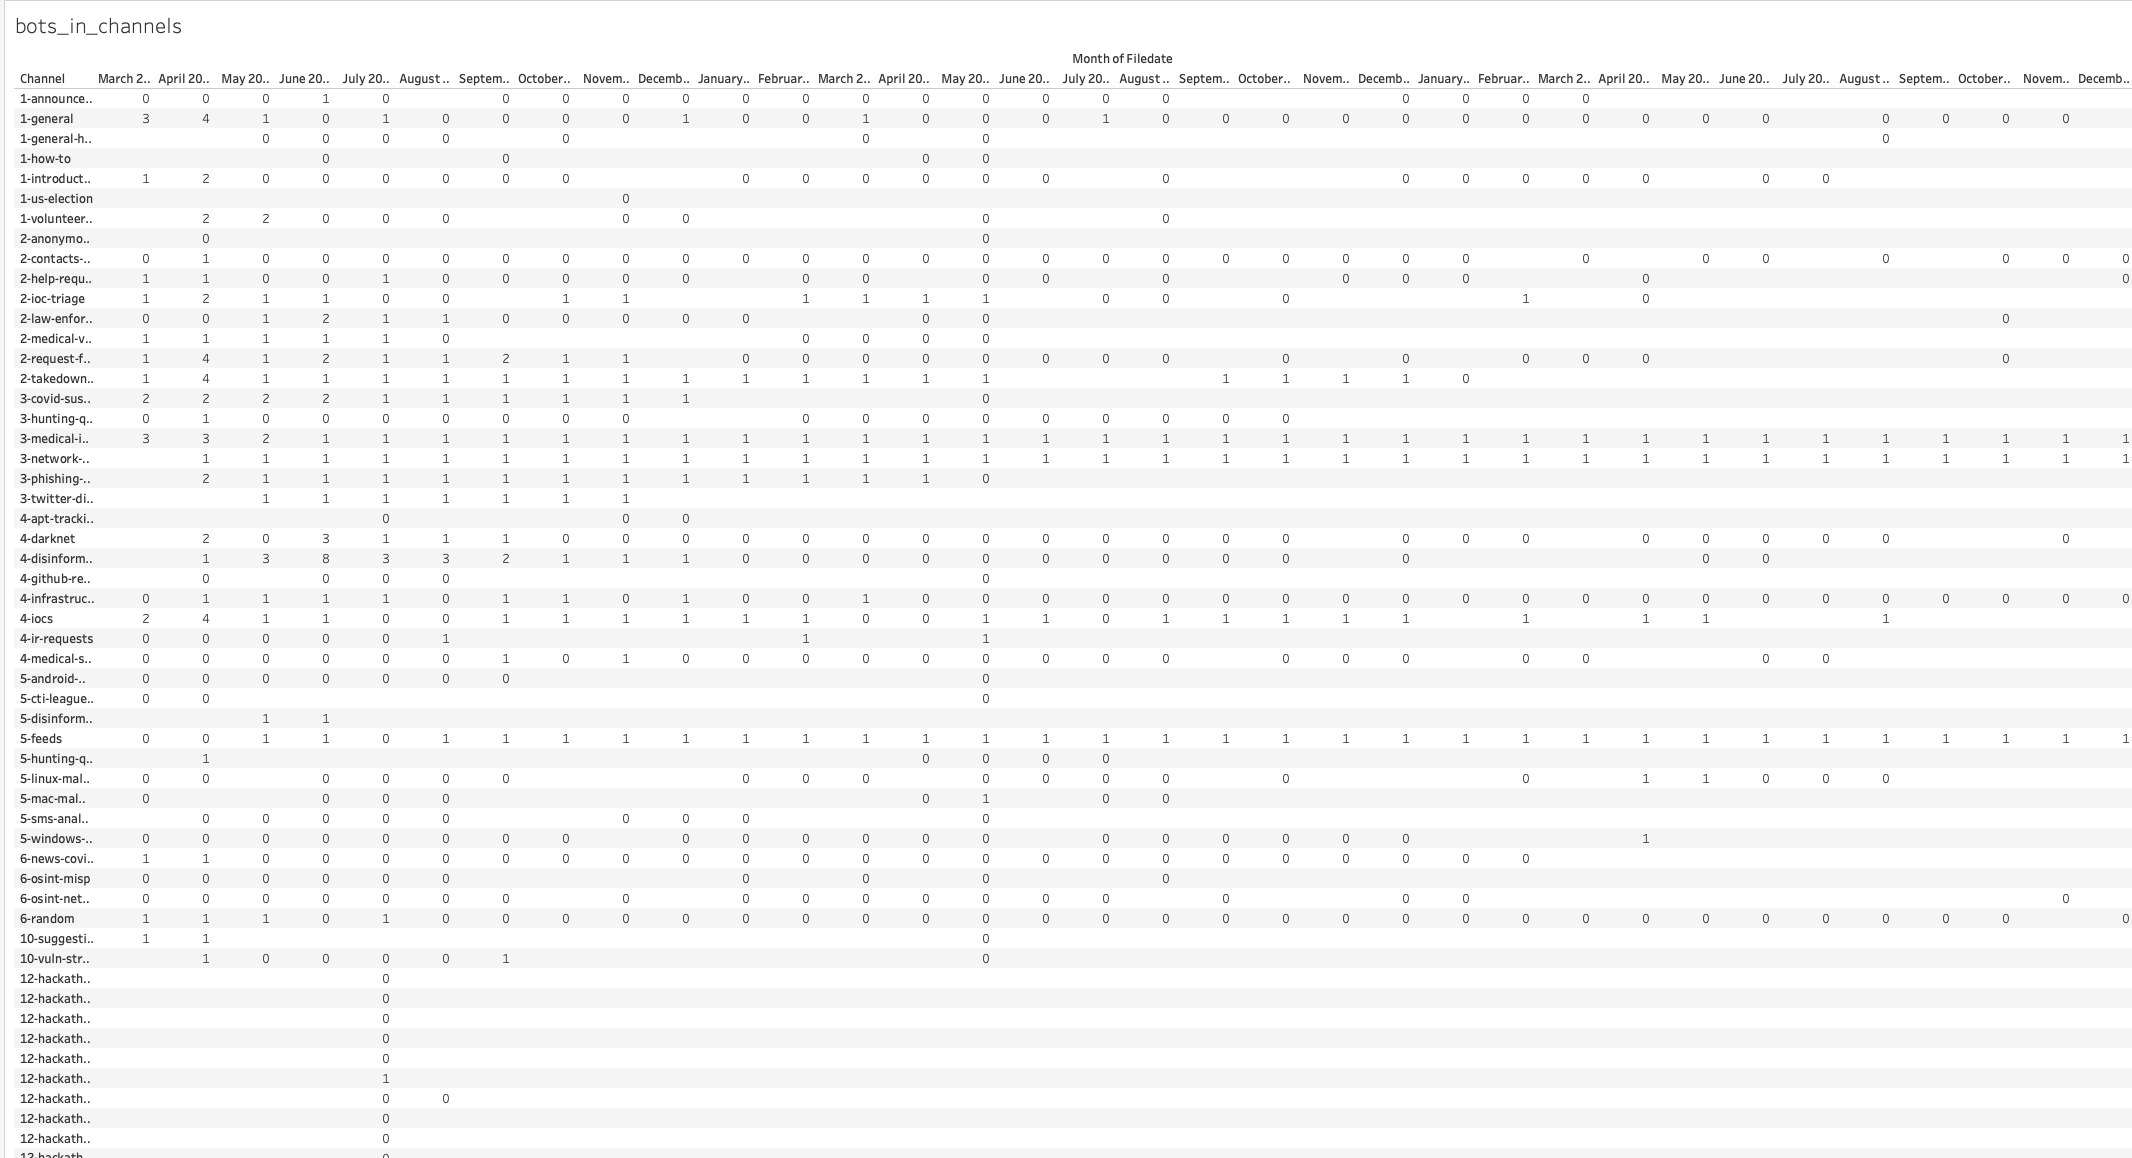 bots_in_channels
Month of Filedate
Channel March 2.. April 20.. May 20.. June 20.. July 20.. August .. Septem.. October.. Novem.. Decemb.. January.. Februar.. March 2.. April 20.. May 20.. June 20.. July 20.. August .. Septem.. October.. Novem.. Decemb.. January.. Februar.. March 2.. April 20.. May 20.. June 20.. July 20.. August .. Septem.. October.. Novem.. Decemb..
1-announce.. 0 0 0 1 0 0 0 0 0 0 0 0 0 0 0 0 0 0 0 0 0
1-general 3 4 1 0 1 0 0 0 0 1 0 0 1 0 0 0 1 0 0 0 0 0 0 0 0 0 0 0 0 0 0 0
1-general-h.. 0 0 0 0 0 0 0 0
1-how-to 0 0 0 0
1-introduct.. 1 2 0 0 0 0 0 0 0 0 0 0 0 0 0 0 0 0 0 0 0 0
1-us-election 0
1-volunteer.. 2 2 0 0 0 0 0 0 0
2-anonymo.. 0 0
2-contacts-.. 0 1 0 0 0 0 0 0 0 0 0 0 0 0 0 0 0 0 0 0 0 0 0 0 0 0 0 0 0 0
2-help-requ.. 1 1 0 0 1 0 0 0 0 0 0 0 0 0 0 0 0 0 0 0
2-ioc-triage 1 2 1 1 0 0 1 1 1 1 1 1 0 0 0 1 0
2-law-enfor.. 0 0 1 2 1 1 0 0 0 0 0 0 0 0
2-medical-v.. 1 1 1 1 1 0 0 0 0 0
2-request-f.. 1 4 1 2 1 1 2 1 1 0 0 0 0 0 0 0 0 0 0 0 0 0 0
2-takedown.. 1 4 1 1 1 1 1 1 1 1 1 1 1 1 1 1 1 1 1 0
3-covid-sus.. 2 2 2 2 1 1 1 1 1 1 0
3-hunting-q.. 0 1 0 0 0 0 0 0 0 0 0 0 0 0 0 0 0 0
3-medical-i.. 3 3 2 1 1 1 1 1 1 1 1 1 1 1 1 1 1 1 1 1 1 1 1 1 1 1 1 1 1 1 1 1 1 1
3-network-.. 1 1 1 1 1 1 1 1 1 1 1 1 1 1 1 1 1 1 1 1 1 1 1 1 1 1 1 1 1 1 1 1 1
3-phishing-.. 2 1 1 1 1 1 1 1 1 1 1 1 1 0
3-twitter-di.. 1 1 1 1 1 1 1
4-apt-tracki.. 0 0 0
4-darknet 2 0 3 1 1 1 0 0 0 0 0 0 0 0 0 0 0 0 0 0 0 0 0 0 0 0 0 0
4-disinform.. 1 3 8 3 3 2 1 1 1 0 0 0 0 0 0 0 0 0 0 0 0 0
4-github-re.. 0 0 0 0 0
4-infrastruc.. 0 1 1 1 1 0 1 1 0 1 0 0 1 0 0 0 0 0 0 0 0 0 0 0 0 0 0 0 0 0 0 0 0 0
4-iocs 2 4 1 1 0 0 1 1 1 1 1 1 0 0 1 1 0 1 1 1 1 1 1 1 1 1
4-ir-requests 0 0 0 0 0 1 1 1
4-medical-s.. 0 0 0 0 0 0 1 0 1 0 0 0 0 0 0 0 0 0 0 0 0 0 0 0 0
5-android-.. 0 0 0 0 0 0 0 0
5-cti-league.. 0 0 0
5-disinform.. 1 1
5-feeds 0 0 1 1 0 1 1 1 1 1 1 1 1 1 1 1 1 1 1 1 1 1 1 1 1 1 1 1 1 1 1 1 1 1
5-hunting-q.. 1 0 0 0 0
5-linux-mal.. 0 0 0 0 0 0 0 0 0 0 0 0 0 0 0 1 1 0 0 0
5-mac-mal.. 0 0 0 0 0 1 0 0
5-sms-anal.. 0 0 0 0 0 0 0 0 0
5-windows-.. 0 0 0 0 0 0 0 0 0 0 0 0 0 0 0 0 0 0 0 1
6-news-covi.. 1 1 0 0 0 0 0 0 0 0 0 0 0 0 0 0 0 0 0 0 0 0 0 0
6-osint-misp 0 0 0 0 0 0 0 0 0 0
6-osint-net.. 0 0 0 0 0 0 0 0 0 0 0 0 0 0 0 0 0 0 0
6-random 1 1 1 0 1 0 0 0 0 0 0 0 0 0 0 0 0 0 0 0 0 0 0 0 0 0 0 0 0 0 0 0 0
10-suggesti.. 1 1 0
10-vuln-str.. 1 0 0 0 0 1 0
12-hackath.. 0
12-hackath.. 0
12-hackath.. 0
12-hackath.. 0
12-hackath.. 0
12-hackath.. 1
12-hackath.. 0 0
12-hackath.. 0
12-hackath.. 0
12-hackath.. 0